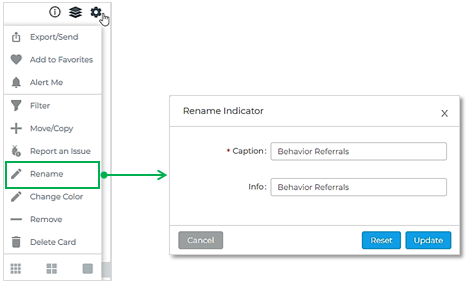 Export/Send
Add to Favorites
Alert Me
Filter
Move/Copy
Report an Issue
Rename
Change Color
Remove
Delete Card
Rename Indicator
X
* Caption: Behavior Referrals
Info: Behavior Referrals
Cancel Reset Update